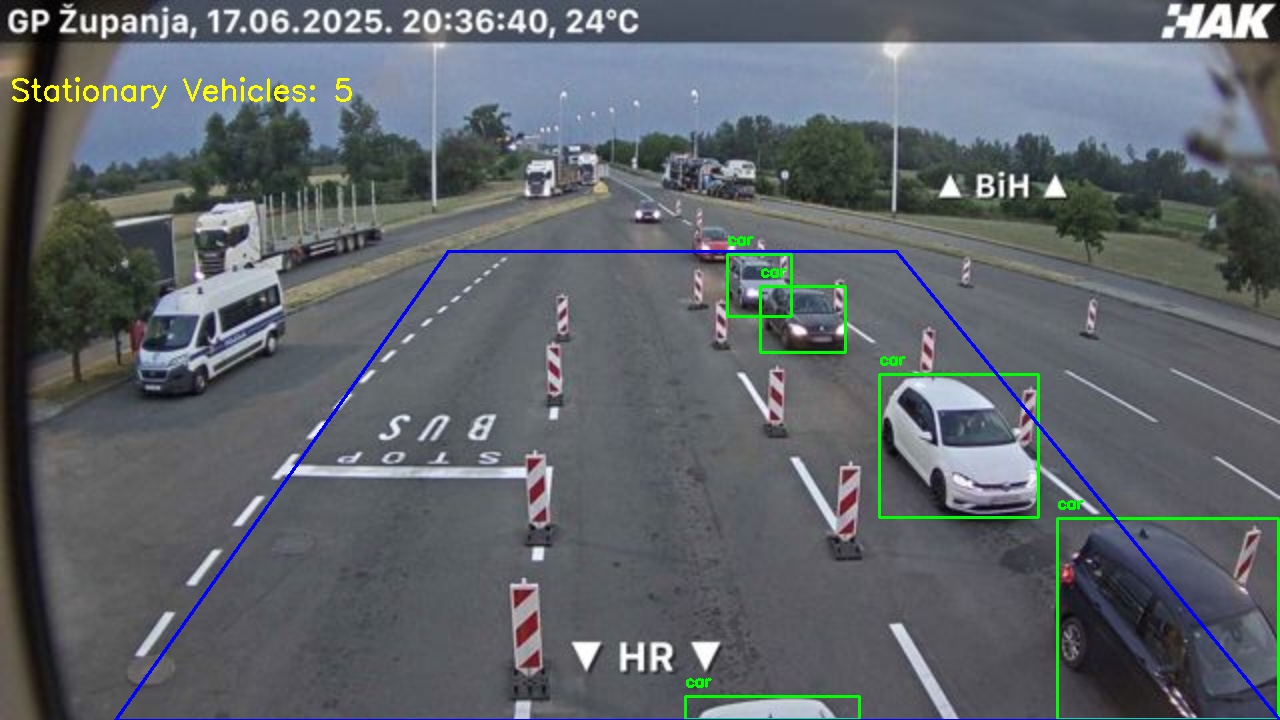 GP Županja, 17.06.2025. 20:36:40, 24°C
HAK
Stationary Vehicles: 5
▲ BiH ▲
car
car
car
car
BUS
STOP
▼ HR ▼
car